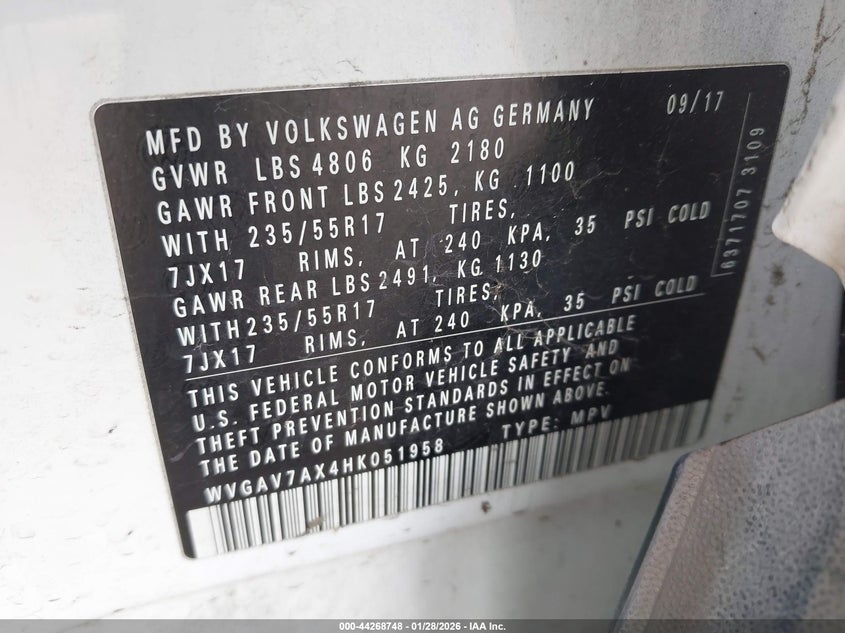 MFD BY VOLKSWAGEN AG GERMANY 09/17
GVWR LBS 4806 KG 2180
GAWR FRONT LBS 2425, KG 1100
WITH 235/55R17 TIRES,
7JX17 RIMS, AT 240 KPA, 35 PSI COLD
GAWR REAR LBS 2491, KG 1130
WITH 235/55R17 TIRES,
7JX17 RIMS, AT 240 KPA, 35 PSI COLD
THIS VEHICLE CONFORMS TO ALL APPLICABLE
U.S. FEDERAL MOTOR VEHICLE SAFETY AND
THEFT PREVENTION STANDARDS IN EFFECT ON
THE DATE OF MANUFACTURE SHOWN ABOVE.
WVGAV7AX4HK051958 TYPE: MPV
6371707 3109
000-44268748 - 01/28/2026 - IAA Inc.